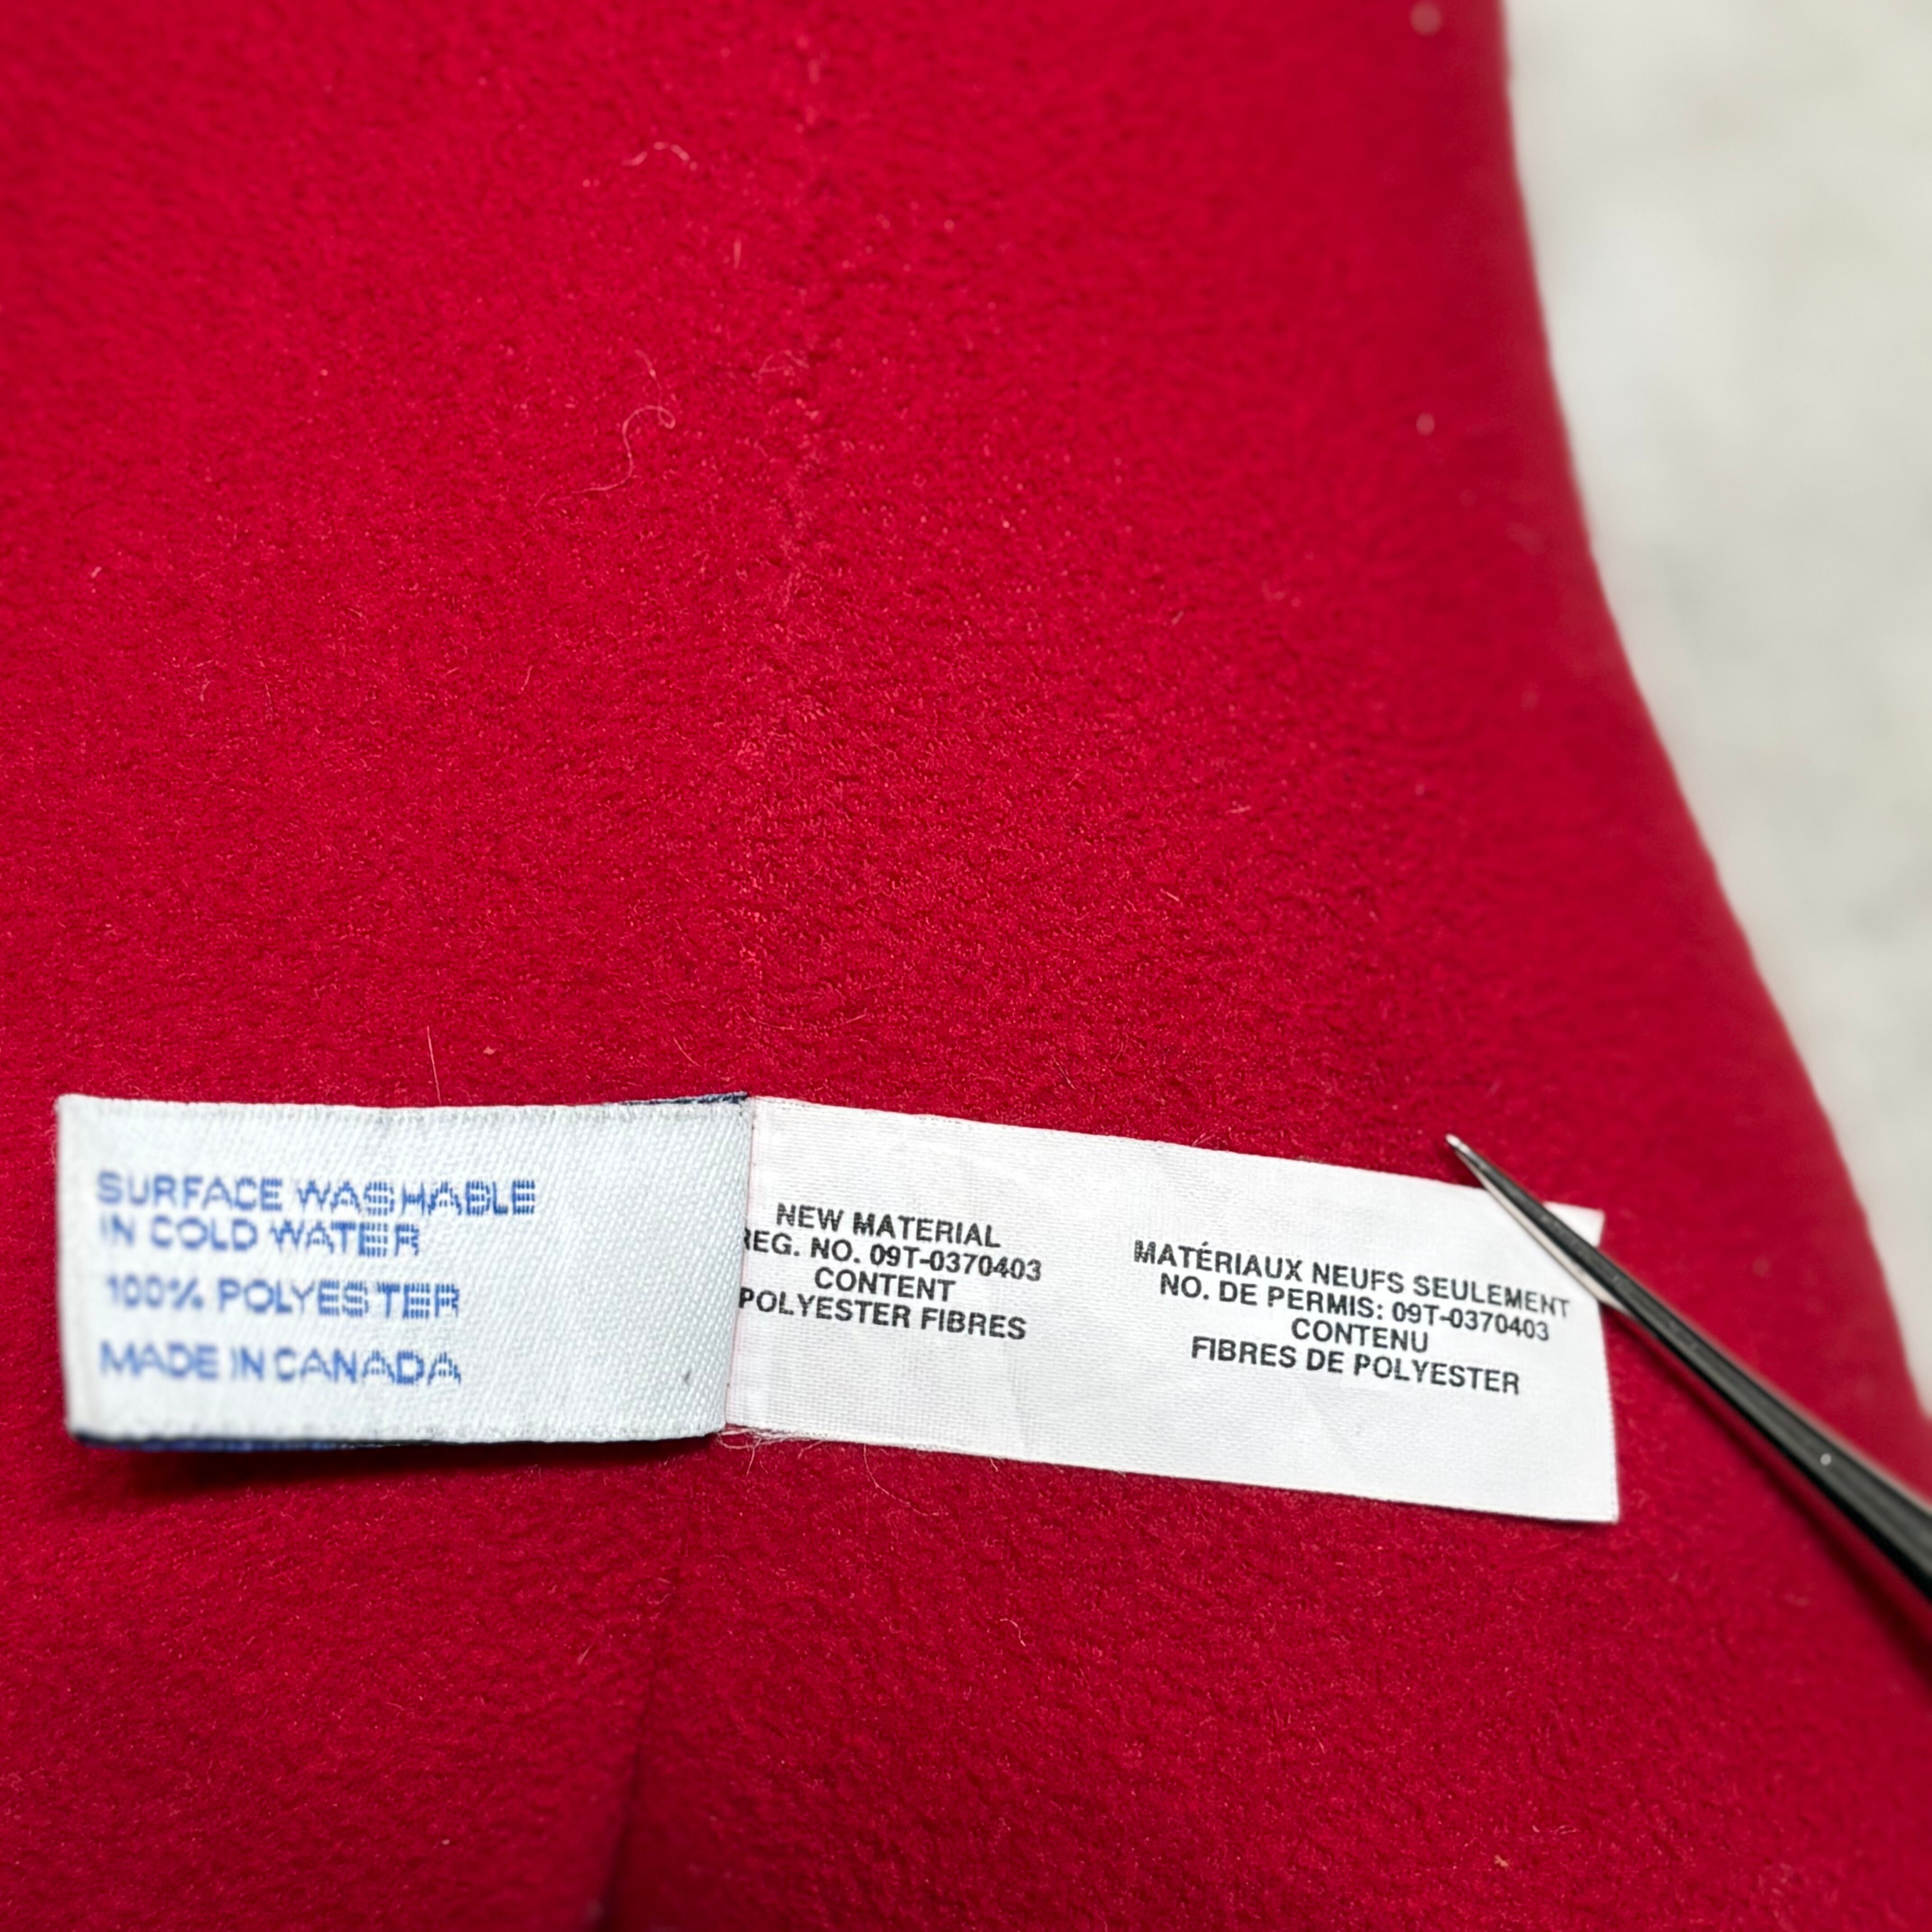 SURFACE WASHABLE
IN COLD WATER
100% POLYESTER
MADE IN CANADA
NEW MATERIAL
REG. NO. 09T-0370403
CONTENT
POLYESTER FIBRES
MATÉRIAUX NEUFS SEULEMENT
NO. DE PERMIS: 09T-0370403
CONTENU
FIBRES DE POLYESTER